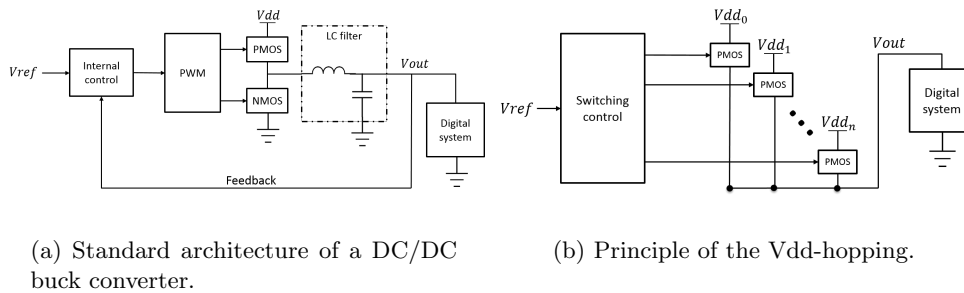 Vdd
PMOS
LC filter
Vref
Internal
control
PWM
NMOS
Vout
Digital
system
Feedback
(a) Standard architecture of a DC/DC
buck converter.
Vdd₀
PMOS
Vdd₁
PMOS
Vddₙ
PMOS
Vref
Switching
control
Vout
Digital
system
(b) Principle of the Vdd-hopping.